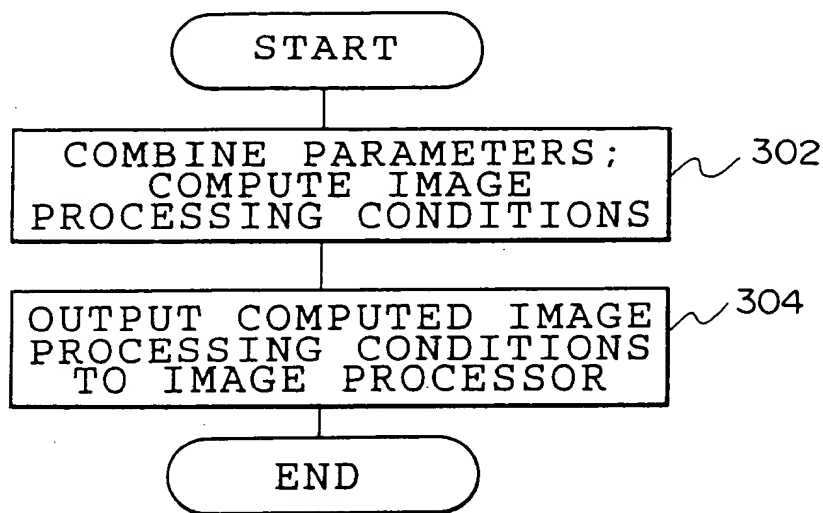 START
COMBINE PARAMETERS;
COMPUTE IMAGE
PROCESSING CONDITIONS
302
OUTPUT COMPUTED IMAGE
PROCESSING CONDITIONS
TO IMAGE PROCESSOR
304
END